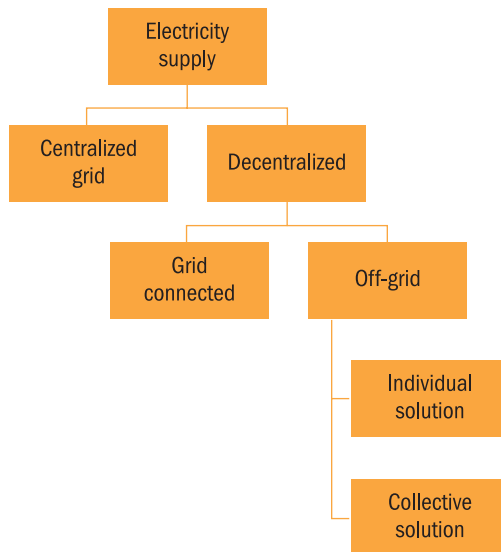 Electricity
supply
Centralized
grid
Decentralized
Grid
connected
Off-grid
Individual
solution
Collective
solution